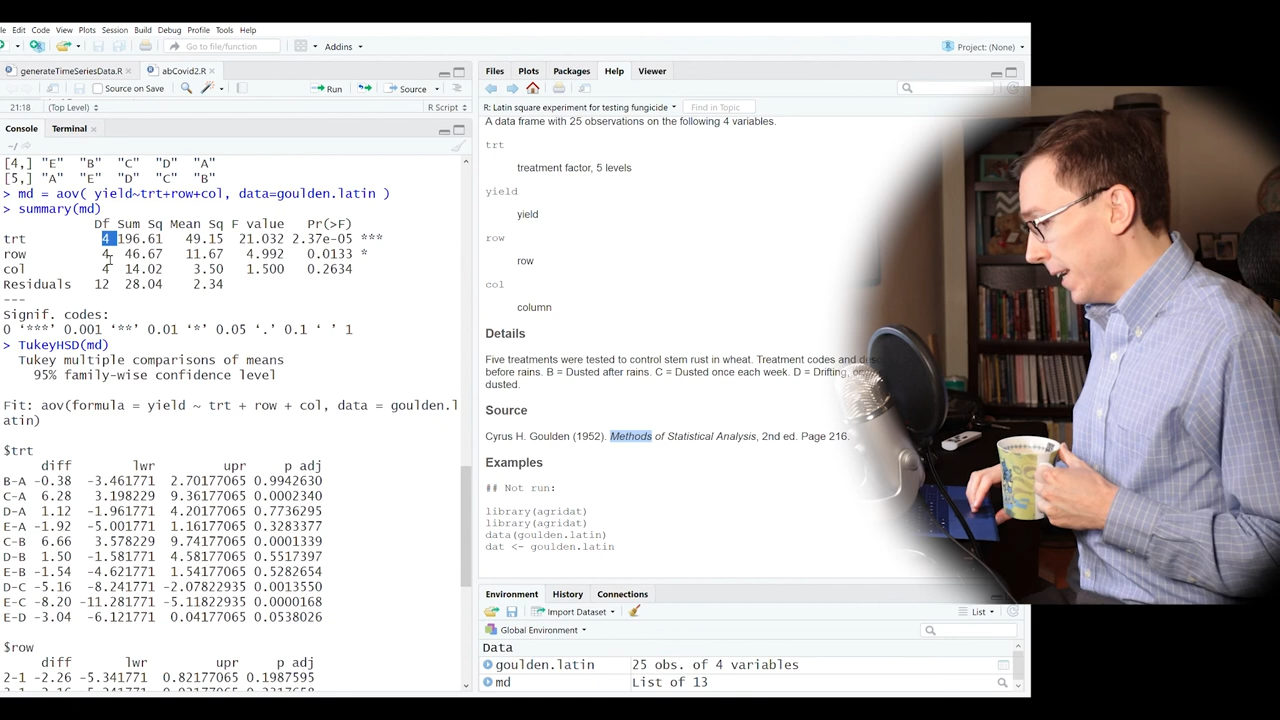 le Edit Code View Plots Session Build Debug Profile Tools Help
Go to file/function
Addins
Project: (None)
generateTimeSeriesData.R
abCovid2.R
Source on Save
Run
Source
21:18
(Top Level)
R Script
Console
Terminal
~/
[4,] "E" "B" "C" "D" "A"
[5,] "A" "E" "D" "C" "B"
> md = aov( yield~trt+row+col, data=goulden.latin )
> summary(md)
Df Sum Sq Mean Sq F value Pr(>F)
trt 4 196.61 49.15 21.032 2.37e-05 ***
row 4 46.67 11.67 4.992 0.0133 *
col 4 14.02 3.50 1.500 0.2634
Residuals 12 28.04 2.34
---
Signif. codes:
0 ‘***’ 0.001 ‘**’ 0.01 ‘*’ 0.05 ‘.’ 0.1 ‘ ’ 1
> TukeyHSD(md)
Tukey multiple comparisons of means
95% family-wise confidence level
Fit: aov(formula = yield ~ trt + row + col, data = goulden.l
atin)
$trt
diff lwr upr p adj
B-A -0.38 -3.461771 2.70177065 0.9942630
C-A 6.28 3.198229 9.36177065 0.0002340
D-A 1.12 -1.961771 4.20177065 0.7736295
E-A -1.92 -5.001771 1.16177065 0.3283377
C-B 6.66 3.578229 9.74177065 0.0001339
D-B 1.50 -1.581771 4.58177065 0.5517397
E-B -1.54 -4.621771 1.54177065 0.5282654
D-C -5.16 -8.241771 -2.07822935 0.0013550
E-C -8.20 -11.281771 -5.11822935 0.0000168
E-D -3.04 -6.121771 0.04177065 0.0538026
$row
diff lwr upr p adj
2-1 -2.26 -5.341771 0.82177065 0.1987595
Files
Plots
Packages
Help
Viewer
R: Latin square experiment for testing fungicide
Find in Topic
A data frame with 25 observations on the following 4 variables.
trt
treatment factor, 5 levels
yield
yield
row
row
col
column
Details
Five treatments were tested to control stem rust in wheat. Treatment codes and
before rains. B = Dusted after rains. C = Dusted once each week. D = Drifting,
dusted.
Source
Cyrus H. Goulden (1952). Methods of Statistical Analysis, 2nd ed. Page 216.
Examples
## Not run:
library(agridat)
library(agridat)
data(goulden.latin)
dat <- goulden.latin
Environment
History
Connections
Import Dataset
List
Global Environment
Data
goulden.latin 25 obs. of 4 variables
md List of 13